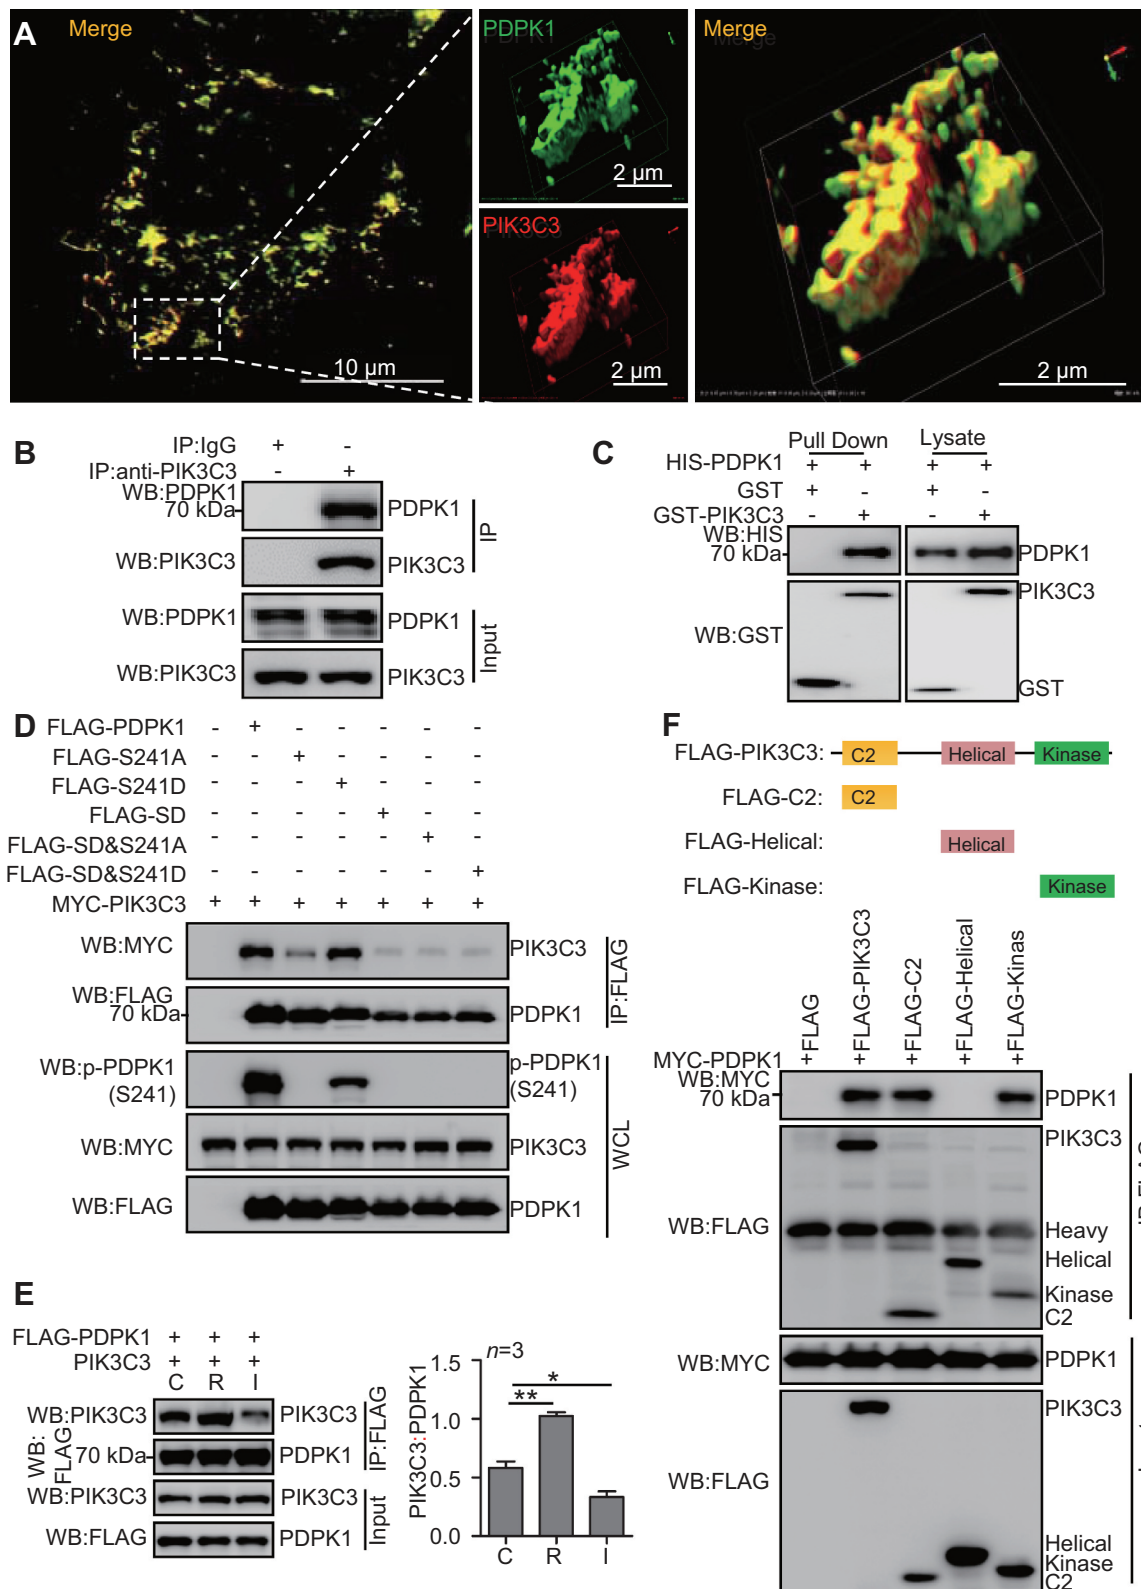 A
Merge
10 µm
PDPK1
2 µm
PIK3C3
2 µm
Merge
2 µm
B
IP:IgG + -
IP:anti-PIK3C3 - +
WB:PDPK1
70 kDa
PDPK1
WB:PIK3C3
PIK3C3
IP
WB:PDPK1
PDPK1
WB:PIK3C3
PIK3C3
Input
C
Pull Down Lysate
HIS-PDPK1 + + + +
GST + - + -
GST-PIK3C3 - + - +
WB:HIS
70 kDa
PDPK1
WB:GST
PIK3C3
GST
D
FLAG-PDPK1 - + - - - - -
FLAG-S241A - - + - - - -
FLAG-S241D - - - + - - -
FLAG-SD - - - - + - -
FLAG-SD&S241A - - - - - + -
FLAG-SD&S241D - - - - - - +
MYC-PIK3C3 + + + + + + +
WB:MYC
PIK3C3
WB:FLAG
70 kDa
PDPK1
IP:FLAG
WB:p-PDPK1
(S241)
p-PDPK1
(S241)
WB:MYC
PIK3C3
WB:FLAG
PDPK1
WCL
E
FLAG-PDPK1 + + +
PIK3C3 + + +
C R I
WB:PIK3C3
PIK3C3
WB:
FLAG
70 kDa
PDPK1
IP:FLAG
WB:PIK3C3
PIK3C3
WB:FLAG
PDPK1
Input
n=3
PIK3C3:PDPK1
1.5
1.0
0.5
0.0
*
**
C R I
F
FLAG-PIK3C3: C2 Helical Kinase
FLAG-C2: C2
FLAG-Helical: Helical
FLAG-Kinase: Kinase
FLAG
FLAG-PIK3C3
FLAG-C2
FLAG-Helical
FLAG-Kinas
MYC-PDPK1 + + + + +
WB:MYC
70 kDa
PDPK1
WB:FLAG
PIK3C3
Heavy
Helical
Kinase
C2
WB:MYC
PDPK1
WB:FLAG
PIK3C3
Helical
Kinase
C2